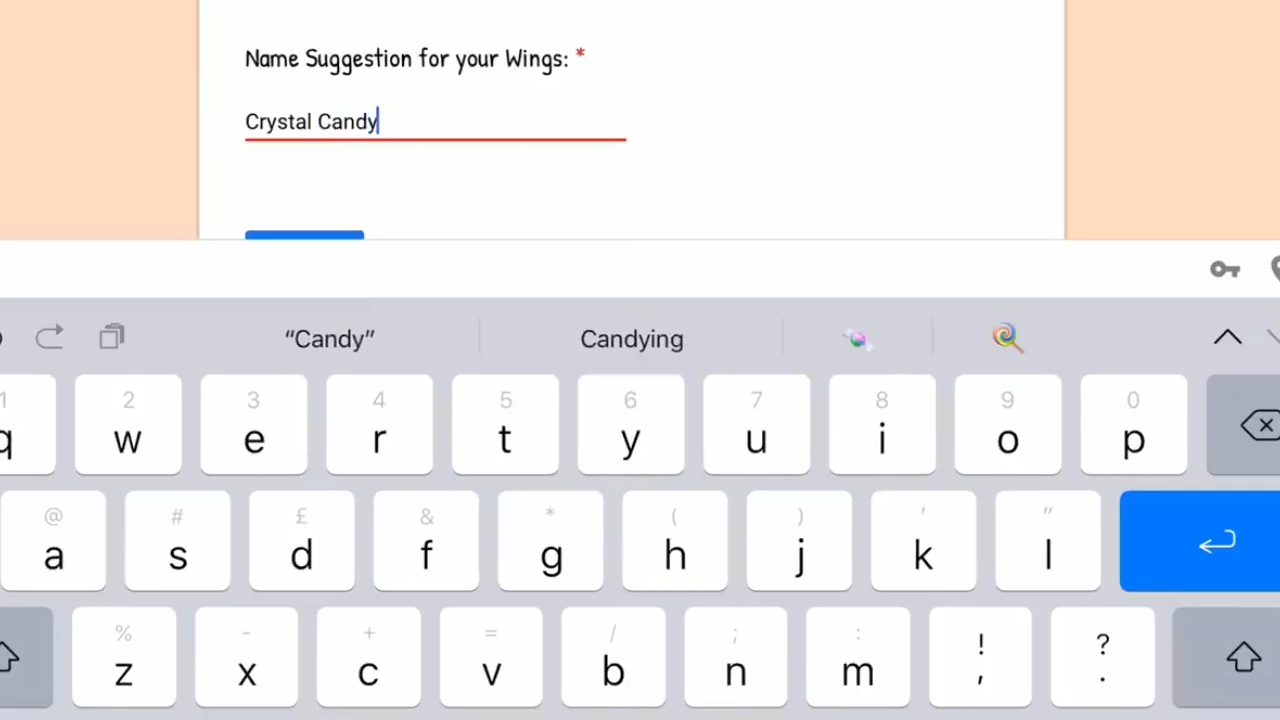 Name Suggestion for your Wings: *
Crystal Candy
“Candy” Candying
1 2 3 4 5 6 7 8 9 0
q w e r t y u i o p
@ # £ & * ( ) ' "
a s d f g h j k l
% - + = / ; : ! ?
z x c v b n m , .